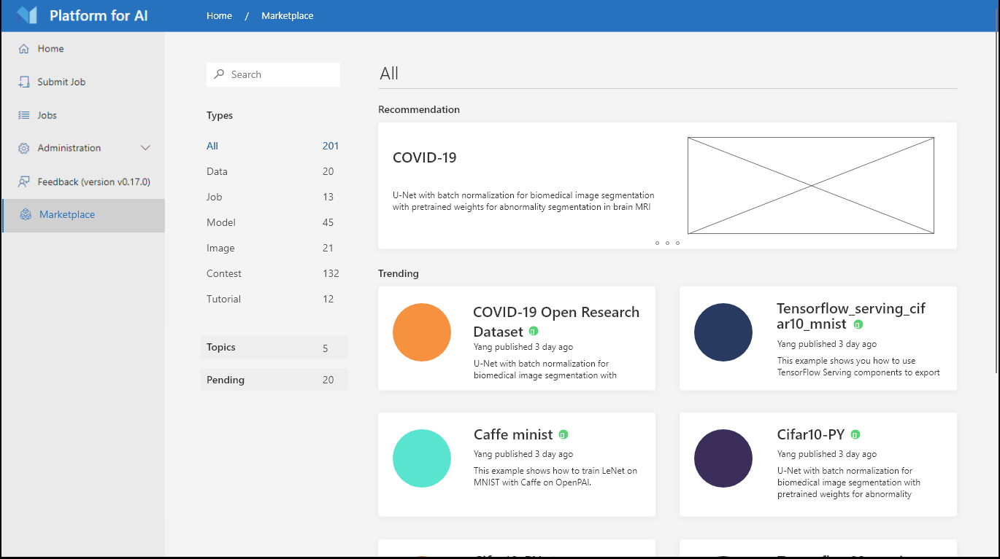 Platform for AI
Home / Marketplace
Home
Submit Job
Jobs
Administration
Feedback (version v0.17.0)
Marketplace
Search
Types
All 201
Data 20
Job 13
Model 45
Image 21
Contest 132
Tutorial 12
Topics 5
Pending 20
All
Recommendation
COVID-19
U-Net with batch normalization for biomedical image segmentation
with pretrained weights for abnormality segmentation in brain MRI
Trending
COVID-19 Open Research
Dataset
Yang published 3 day ago
U-Net with batch normalization for
biomedical image segmentation with
Tensorflow_serving_cif
ar10_mnist
Yang published 3 day ago
This example shows you how to use
TensorFlow Serving components to export
Caffe minist
Yang published 3 day ago
This example shows how to train LeNet on
MNIST with Caffe on OpenPAI.
Cifar10-PY
Yang published 3 day ago
U-Net with batch normalization for
biomedical image segmentation with
pretrained weights for abnormality